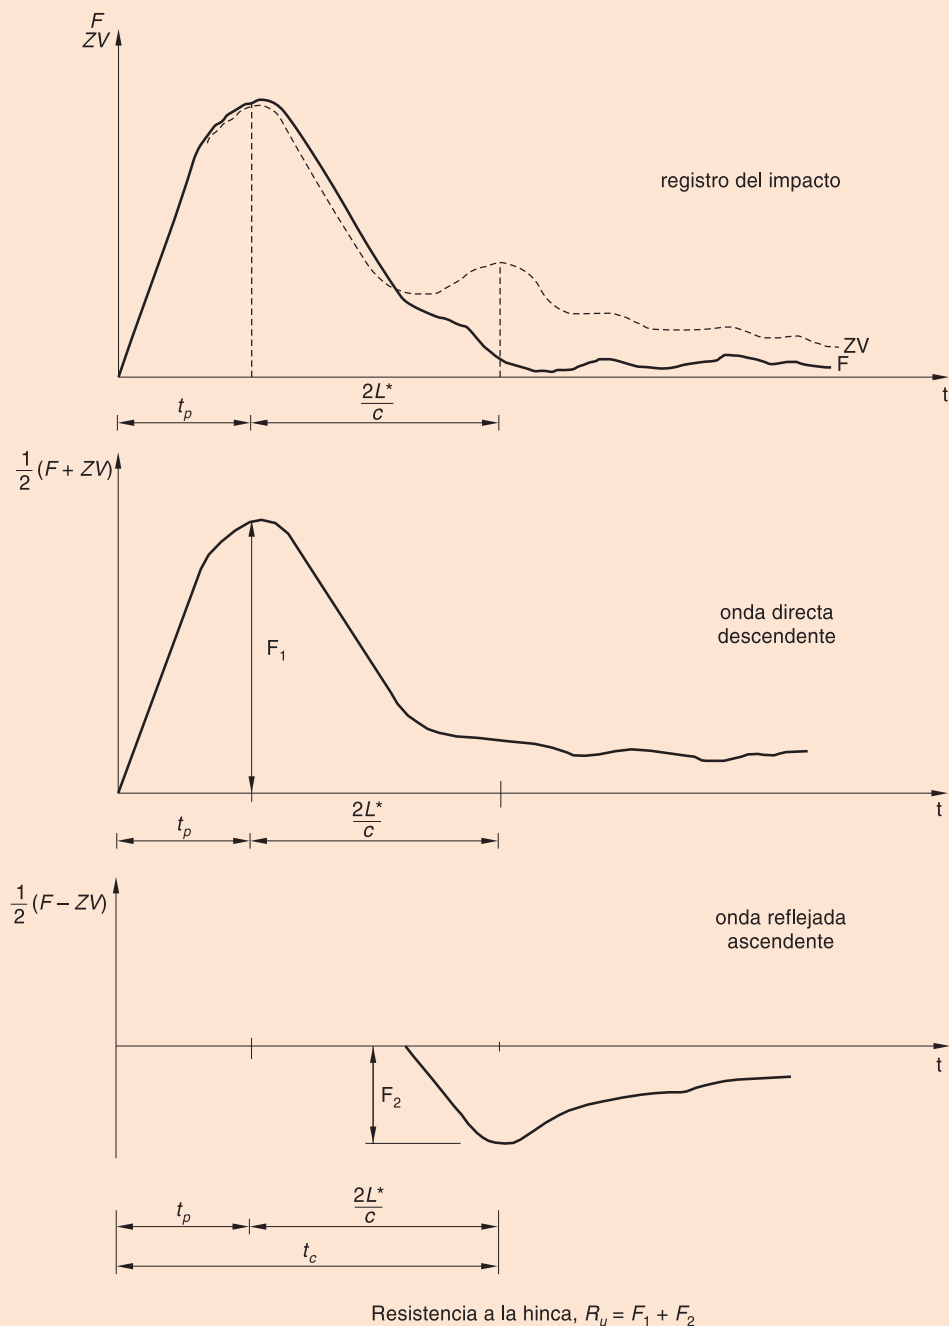 F
ZV
registro del impacto
ZV
F
t
t_p
2L*
c
1/2 (F + ZV)
onda directa
descendente
F₁
t
t_p
2L*
c
1/2 (F − ZV)
onda reflejada
ascendente
t
F₂
t_p
2L*
c
t_c
Resistencia a la hinca, R_u = F₁ + F₂